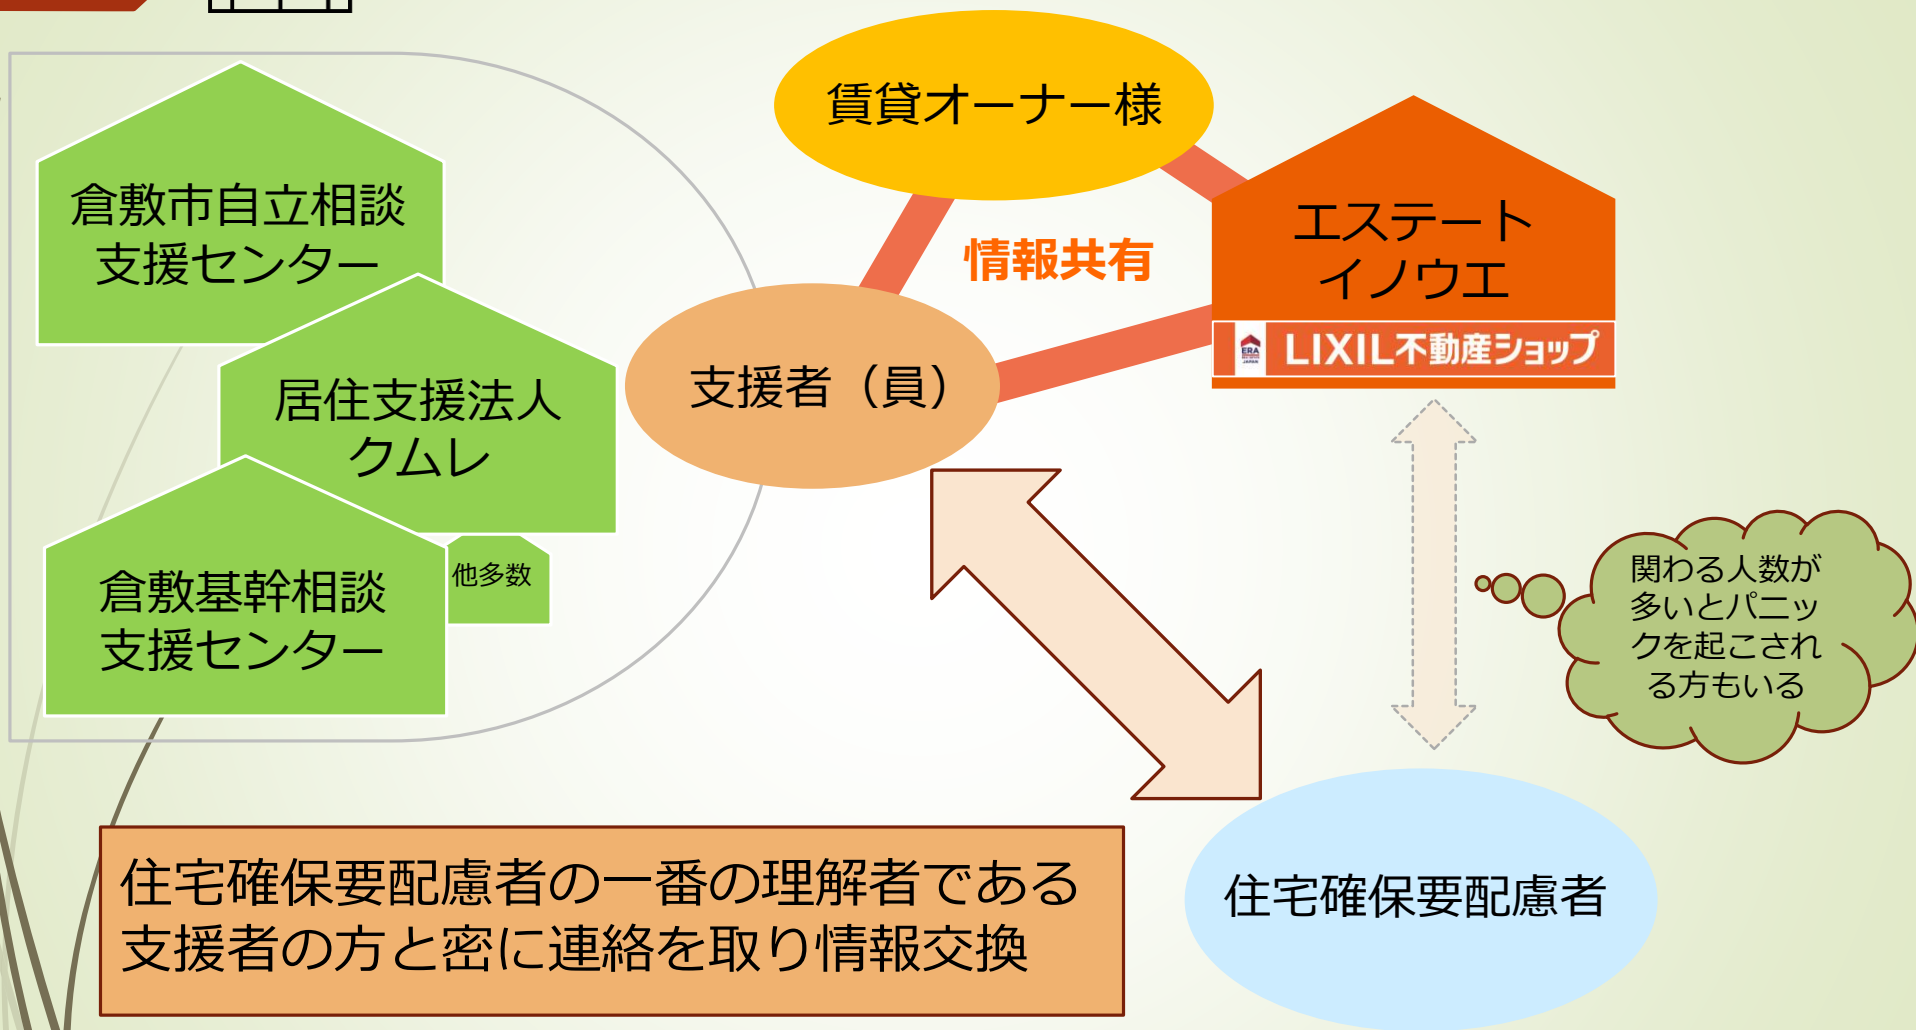 賃貸オーナー様
倉敷市自立相談
支援センター
エステート
イノウエ
情報共有
ERA
JAPAN
LIXIL不動産ショップ
居住支援法人
クムレ
支援者（員）
他多数
倉敷基幹相談
支援センター
関わる人数が
多いとパニッ
クを起こされ
る方もいる
住宅確保要配慮者の一番の理解者である
支援者の方と密に連絡を取り情報交換
住宅確保要配慮者